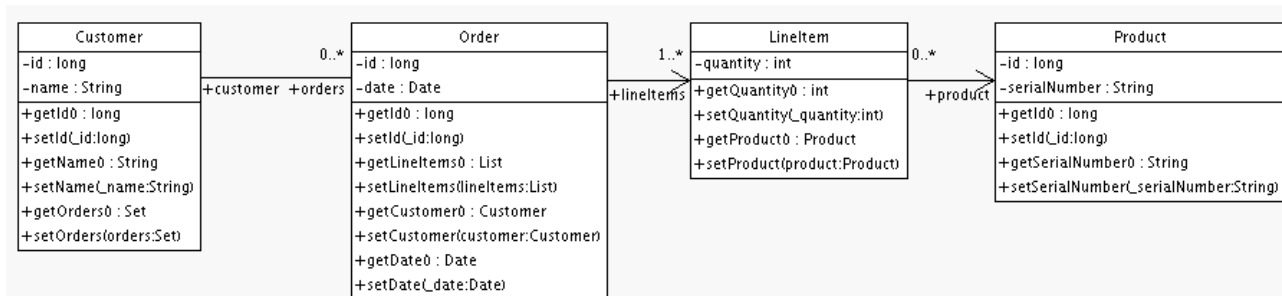 Customer
-id : long
-name : String
+getId() : long
+setId(_id:long)
+getName() : String
+setName(_name:String)
+getOrders() : Set
+setOrders(orders:Set)
0..*
+customer +orders
Order
-id : long
-date : Date
+getId() : long
+setId(_id:long)
+getLineItems() : List
+setLineItems(lineItems:List)
+getCustomer() : Customer
+setCustomer(customer:Customer)
+getDate() : Date
+setDate(_date:Date)
1..*
+lineItems
LineItem
-quantity : int
+getQuantity() : int
+setQuantity(_quantity:int)
+getProduct() : Product
+setProduct(product:Product)
0..*
+product
Product
-id : long
-serialNumber : String
+getId() : long
+setId(_id:long)
+getSerialNumber() : String
+setSerialNumber(_serialNumber:String)